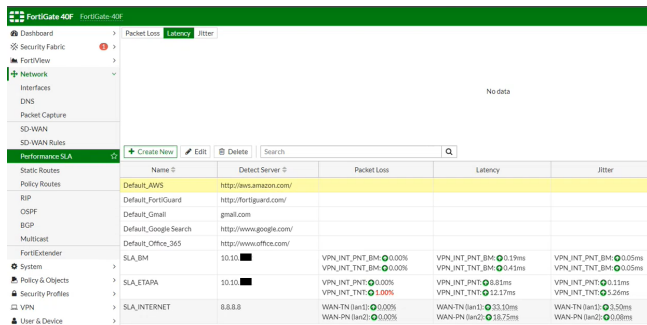 FortiGate 40F FortiGate-40F
Dashboard
Security Fabric 1
FortiView
Network
Interfaces
DNS
Packet Capture
SD-WAN
SD-WAN Rules
Performance SLA
Static Routes
Policy Routes
RIP
OSPF
BGP
Multicast
FortiExtender
System
Policy & Objects
Security Profiles
VPN
User & Device
Packet Loss Latency Jitter
No data
+ Create New Edit Delete Search
Name Detect Server Packet Loss Latency Jitter
Default_AWS http://aws.amazon.com/
Default_FortiGuard http://fortiguard.com/
Default_Gmail gmail.com
Default_Google Search http://www.google.com/
Default_Office_365 http://www.office.com/
SLA_BM 10.10. VPN_INT_PNT_BM: 0.00% VPN_INT_PNT_BM: 0.19ms VPN_INT_PNT_BM: 0.05ms
VPN_INT_TNT_BM: 0.00% VPN_INT_TNT_BM: 0.41ms VPN_INT_TNT_BM: 0.05ms
SLA_ETAPA 10.10. VPN_INT_PNT: 0.00% VPN_INT_PNT: 8.81ms VPN_INT_PNT: 0.11ms
VPN_INT_TNT: 1.00% VPN_INT_TNT: 12.17ms VPN_INT_TNT: 5.26ms
SLA_INTERNET 8.8.8.8 WAN-TN (lan1): 0.00% WAN-TN (lan1): 33.10ms WAN-TN (lan1): 3.50ms
WAN-PN (lan2): 0.00% WAN-PN (lan2): 18.75ms WAN-PN (lan2): 0.08ms